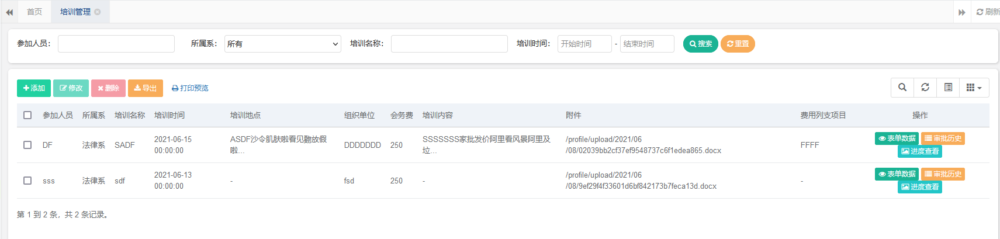 首页 培训管理 刷新
参加人员： 所属系： 所有 培训名称： 培训时间： 开始时间 - 结束时间 搜索 重置
添加 修改 删除 导出 打印预览
参加人员 所属系 培训名称 培训时间 培训地点 组织单位 会务费 培训内容 附件 费用列支项目 操作
DF 法律系 SADF 2021-06-15 00:00:00 ASDF沙令肌肤啦看见翻放假啦... DDDDDDD 250 SSSSSSS家批发价阿里看风景阿里及垃... /profile/upload/2021/06/08/02039bb2cf37ef9548737c6f1edea865.docx FFFF 表单数据 审批历史 进度查看
sss 法律系 sdf 2021-06-13 00:00:00 - fsd 250 - /profile/upload/2021/06/08/9ef29f4f33601d6bf842173b7feca13d.docx - 表单数据 审批历史 进度查看
第 1 到 2 条，共 2 条记录。